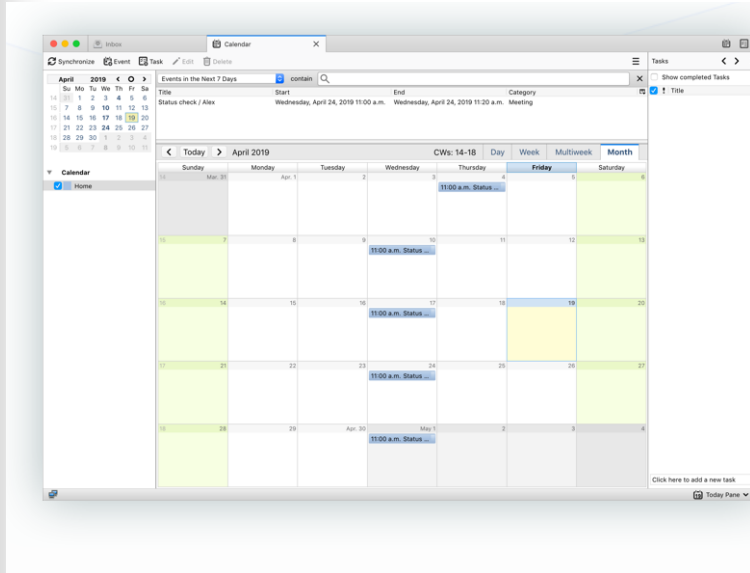 Inbox
Calendar
Synchronize Event Task Edit Delete
Tasks
April 2019
Su Mo Tu We Th Fr Sa
14 31 1 2 3 4 5 6
15 7 8 9 10 11 12 13
16 14 15 16 17 18 19 20
17 21 22 23 24 25 26 27
18 28 29 30 1 2 3 4
19 5 6 7 8 9 10 11
Calendar
Home
Events in the Next 7 Days contain
Title Start End Category
Status check / Alex Wednesday, April 24, 2019 11:00 a.m. Wednesday, April 24, 2019 11:20 a.m. Meeting
Today April 2019 CWs: 14-18 Day Week Multiweek Month
Sunday Monday Tuesday Wednesday Thursday Friday Saturday
14 Mar. 31 Apr. 1 2 3 4 5 6
11:00 a.m. Status ...
15 7 8 9 10 11 12 13
11:00 a.m. Status ...
16 14 15 16 17 18 19 20
11:00 a.m. Status ...
17 21 22 23 24 25 26 27
11:00 a.m. Status ...
18 28 29 Apr. 30 May 1 2 3 4
11:00 a.m. Status ...
Show completed Tasks
! Title
Click here to add a new task
Today Pane